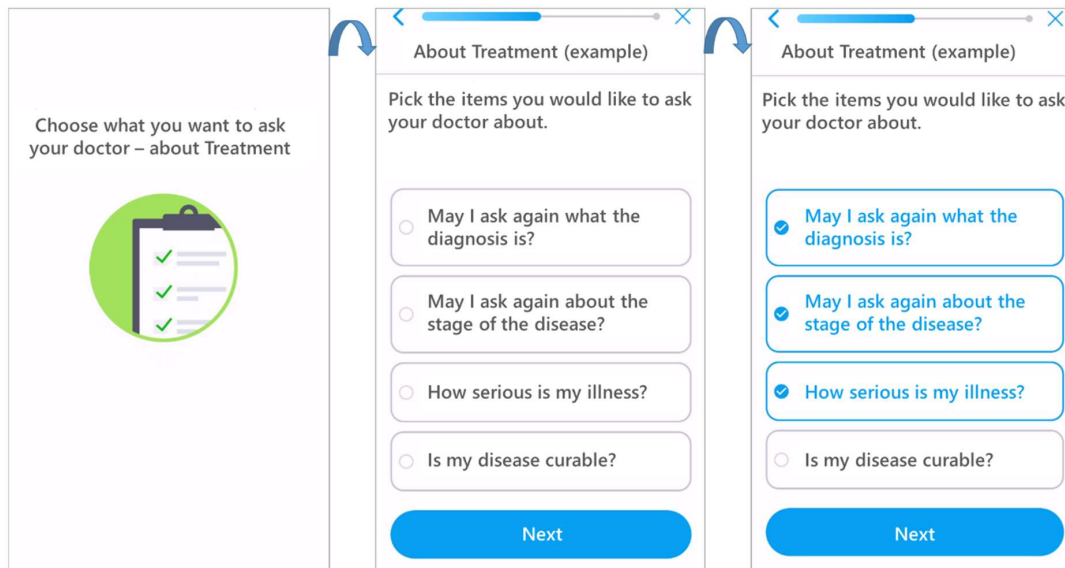 Choose what you want to ask
your doctor – about Treatment
About Treatment (example)
Pick the items you would like to ask
your doctor about.
May I ask again what the
diagnosis is?
May I ask again about the
stage of the disease?
How serious is my illness?
Is my disease curable?
Next
About Treatment (example)
Pick the items you would like to ask
your doctor about.
May I ask again what the
diagnosis is?
May I ask again about the
stage of the disease?
How serious is my illness?
Is my disease curable?
Next